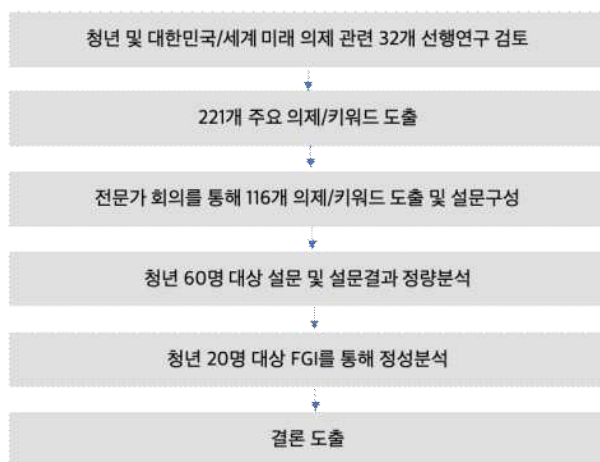 청년 및 대한민국/세계 미래 의제 관련 32개 선행연구 검토
221개 주요 의제/키워드 도출
전문가 회의를 통해 116개 의제/키워드 도출 및 설문구성
청년 60명 대상 설문 및 설문결과 정량분석
청년 20명 대상 FGI를 통해 정성분석
결론 도출